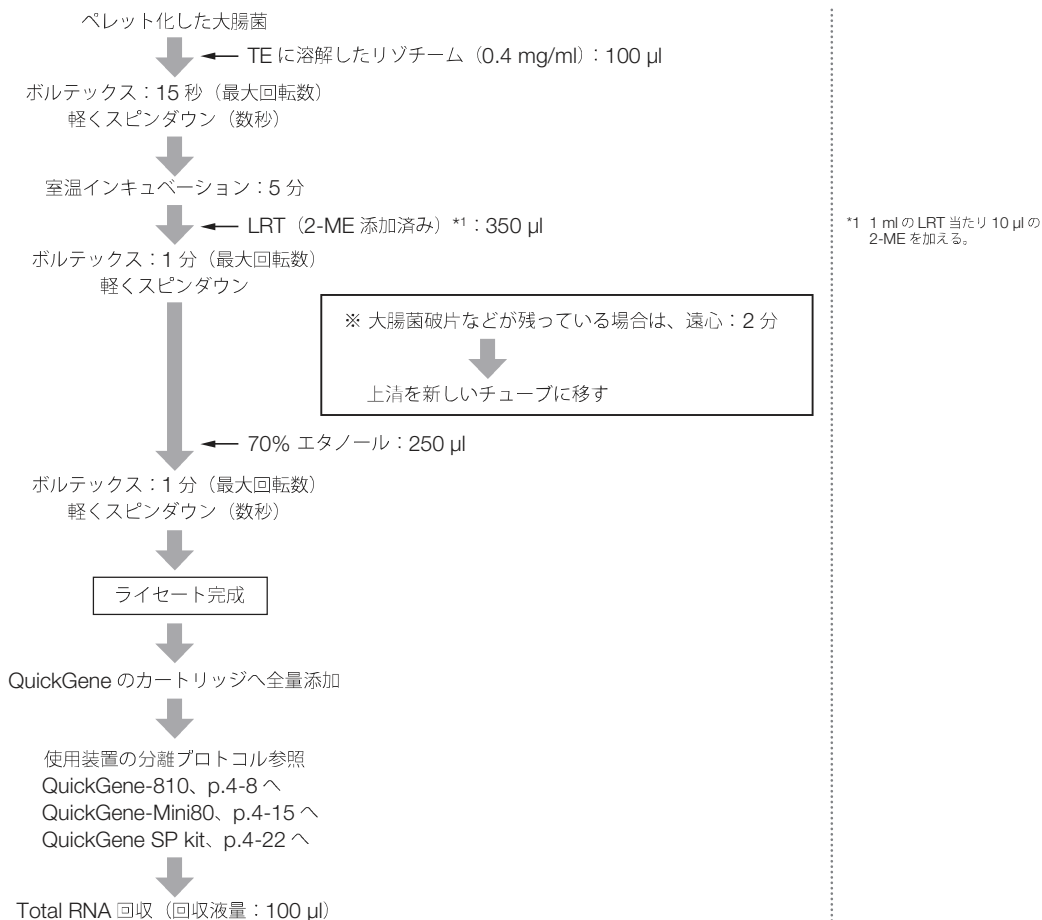 ペレット化した大腸菌
TE に溶解したリゾチーム（0.4 mg/ml）：100 µl
ボルテックス：15 秒（最大回転数）
軽くスピンダウン（数秒）
室温インキュベーション：5 分
LRT（2-ME 添加済み）*1：350 µl
*1 1 ml の LRT 当たり 10 µl の
2-ME を加える。
ボルテックス：1 分（最大回転数）
軽くスピンダウン
※ 大腸菌破片などが残っている場合は、遠心：2 分
上清を新しいチューブに移す
70% エタノール：250 µl
ボルテックス：1 分（最大回転数）
軽くスピンダウン（数秒）
ライセート完成
QuickGene のカートリッジへ全量添加
使用装置の分離プロトコル参照
QuickGene-810、p.4-8 へ
QuickGene-Mini80、p.4-15 へ
QuickGene SP kit、p.4-22 へ
Total RNA 回収（回収液量：100 µl）